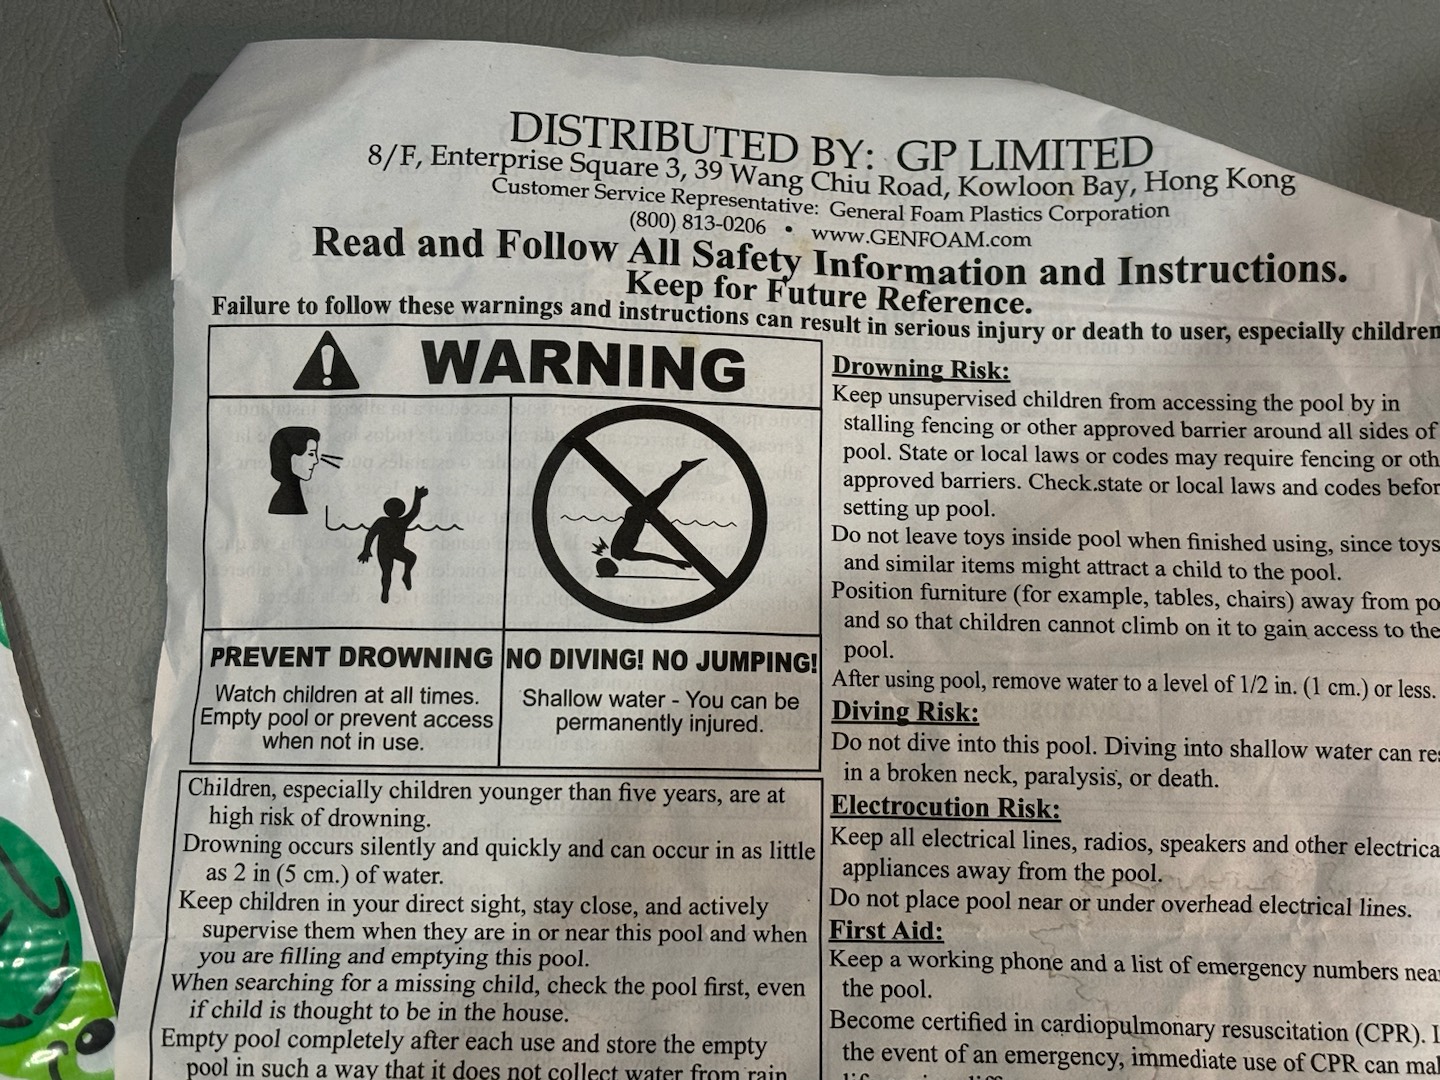 DISTRIBUTED BY: GP LIMITED
8/F, Enterprise Square 3, 39 Wang Chiu Road, Kowloon Bay, Hong Kong
Customer Service Representative: General Foam Plastics Corporation
(800) 813-0206 • www.GENFOAM.com
Read and Follow All Safety Information and Instructions.
Keep for Future Reference.
Failure to follow these warnings and instructions can result in serious injury or death to user, especially children
WARNING
PREVENT DROWNING
Watch children at all times.
Empty pool or prevent access
when not in use.
NO DIVING! NO JUMPING!
Shallow water - You can be
permanently injured.
Children, especially children younger than five years, are at
high risk of drowning.
Drowning occurs silently and quickly and can occur in as little
as 2 in (5 cm.) of water.
Keep children in your direct sight, stay close, and actively
supervise them when they are in or near this pool and when
you are filling and emptying this pool.
When searching for a missing child, check the pool first, even
if child is thought to be in the house.
Empty pool completely after each use and store the empty
pool in such a way that it does not collect water from rain
Drowning Risk:
Keep unsupervised children from accessing the pool by in
stalling fencing or other approved barrier around all sides of
pool. State or local laws or codes may require fencing or oth
approved barriers. Check.state or local laws and codes befor
setting up pool.
Do not leave toys inside pool when finished using, since toys
and similar items might attract a child to the pool.
Position furniture (for example, tables, chairs) away from po
and so that children cannot climb on it to gain access to the
pool.
After using pool, remove water to a level of 1/2 in. (1 cm.) or less.
Diving Risk:
Do not dive into this pool. Diving into shallow water can re
in a broken neck, paralysis, or death.
Electrocution Risk:
Keep all electrical lines, radios, speakers and other electrica
appliances away from the pool.
Do not place pool near or under overhead electrical lines.
First Aid:
Keep a working phone and a list of emergency numbers nea
the pool.
Become certified in cardiopulmonary resuscitation (CPR). I
the event of an emergency, immediate use of CPR can mak